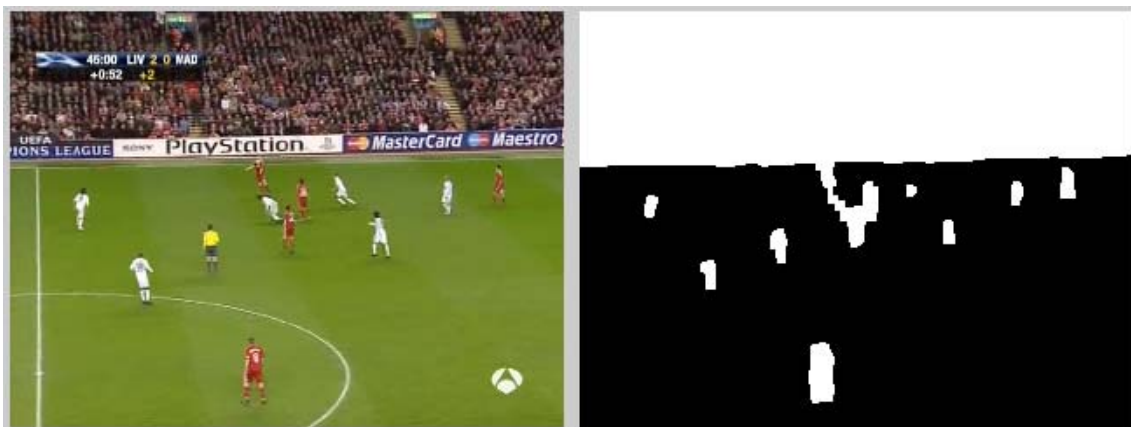 46:00 LIV 2 0 MAD
+0:52 +2
UEFA
IONS LEAGUE
SONY
PlayStation
MasterCard
Maestro